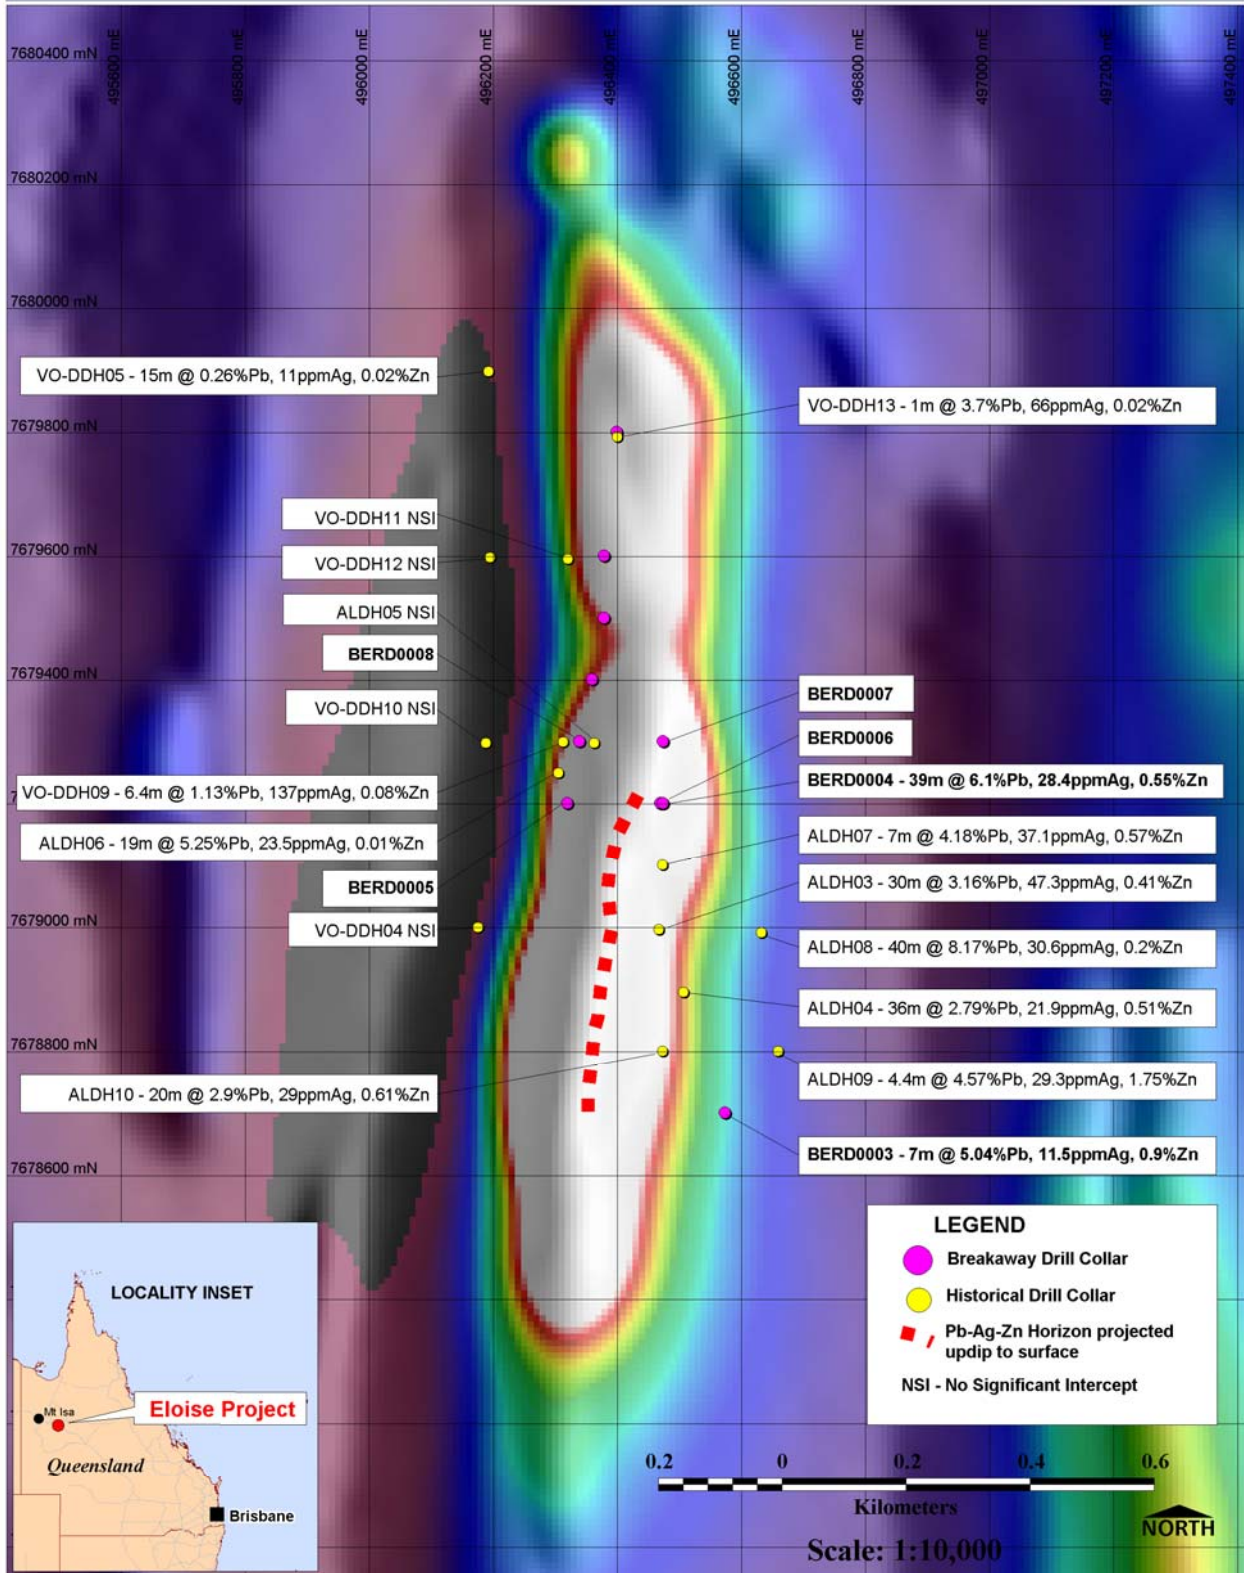 495600 mE
495800 mE
496000 mE
496200 mE
496400 mE
496600 mE
496800 mE
497000 mE
497200 mE
497400 mE
7680400 mN
7680200 mN
7680000 mN
VO-DDH05 - 15m @ 0.26%Pb, 11ppmAg, 0.02%Zn
VO-DDH13 - 1m @ 3.7%Pb, 66ppmAg, 0.02%Zn
7679800 mN
VO-DDH11 NSI
7679600 mN
VO-DDH12 NSI
ALDH05 NSI
BERD0008
7679400 mN
BERD0007
VO-DDH10 NSI
BERD0006
BERD0004 - 39m @ 6.1%Pb, 28.4ppmAg, 0.55%Zn
VO-DDH09 - 6.4m @ 1.13%Pb, 137ppmAg, 0.08%Zn
ALDH07 - 7m @ 4.18%Pb, 37.1ppmAg, 0.57%Zn
ALDH06 - 19m @ 5.25%Pb, 23.5ppmAg, 0.01%Zn
ALDH03 - 30m @ 3.16%Pb, 47.3ppmAg, 0.41%Zn
BERD0005
7679000 mN
VO-DDH04 NSI
ALDH08 - 40m @ 8.17%Pb, 30.6ppmAg, 0.2%Zn
ALDH04 - 36m @ 2.79%Pb, 21.9ppmAg, 0.51%Zn
7678800 mN
ALDH09 - 4.4m @ 4.57%Pb, 29.3ppmAg, 1.75%Zn
ALDH10 - 20m @ 2.9%Pb, 29ppmAg, 0.61%Zn
BERD0003 - 7m @ 5.04%Pb, 11.5ppmAg, 0.9%Zn
7678600 mN
LEGEND
Breakaway Drill Collar
Historical Drill Collar
Pb-Ag-Zn Horizon projected
updip to surface
NSI - No Significant Intercept
LOCALITY INSET
Mt Isa
Eloise Project
Queensland
Brisbane
0.2 0 0.2 0.4 0.6
Kilometers
NORTH
Scale: 1:10,000